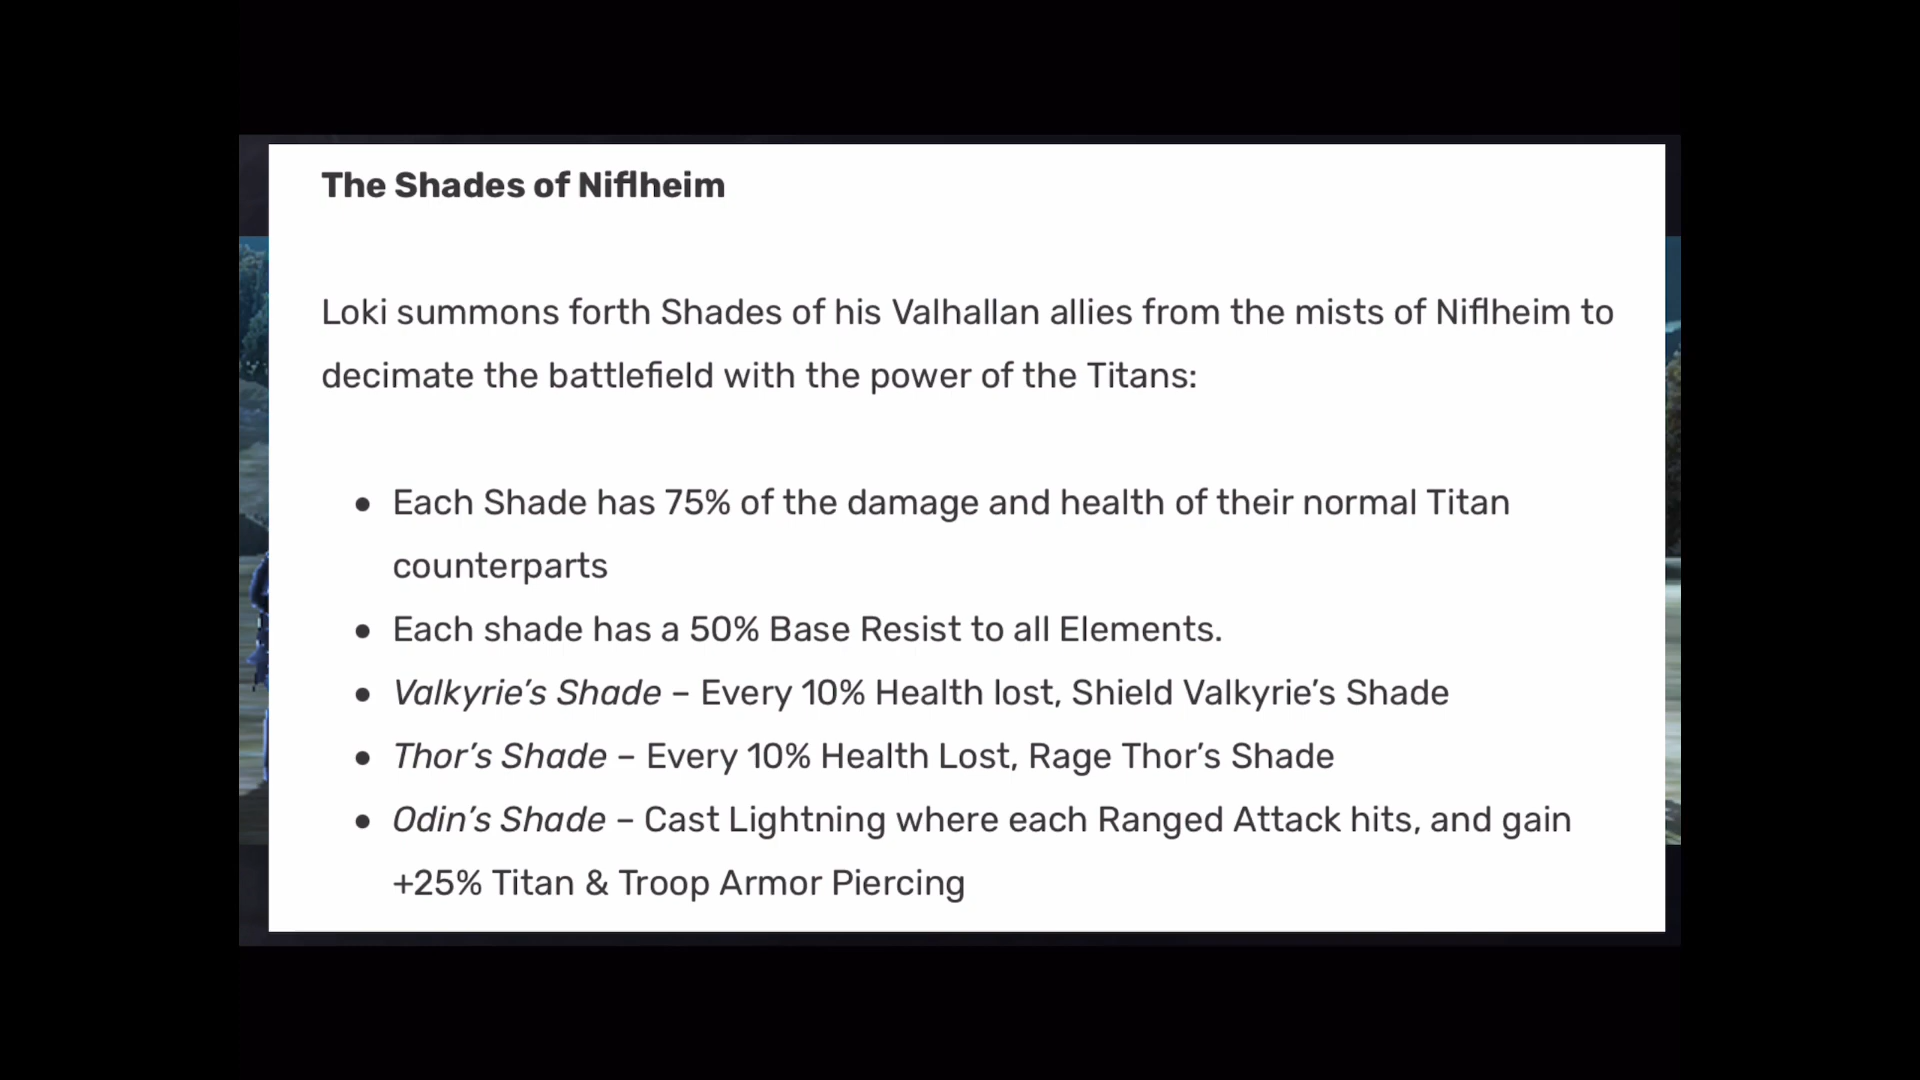 The Shades of Niflheim
Loki summons forth Shades of his Valhallan allies from the mists of Niflheim to
decimate the battlefield with the power of the Titans:
• Each Shade has 75% of the damage and health of their normal Titan
counterparts
• Each shade has a 50% Base Resist to all Elements.
• Valkyrie’s Shade – Every 10% Health lost, Shield Valkyrie’s Shade
• Thor’s Shade – Every 10% Health Lost, Rage Thor’s Shade
• Odin’s Shade – Cast Lightning where each Ranged Attack hits, and gain
+25% Titan & Troop Armor Piercing